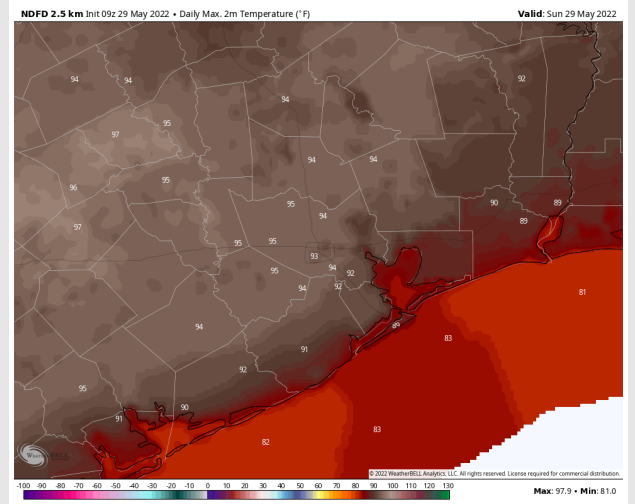 NDFD 2.5 km Init 09z 29 May 2022 • Daily Max. 2m Temperature (°F)
Valid: Sun 29 May 2022
94 94 92
94
97 95
94 94
96 95
95 90 89
97 94 89
95 95
93
95 94 92
94 92 81
94 89
83
91
92
95
91 90
83
82
WeatherBELL
© 2022 WeatherBELL Analytics, LLC. All rights reserved. License required for commercial distribution.
-100 -90 -80 -70 -60 -50 -40 -30 -20 -10 0 10 20 30 40 50 60 70 80 90 100 110 120 130
Max: 97.9 • Min: 81.0